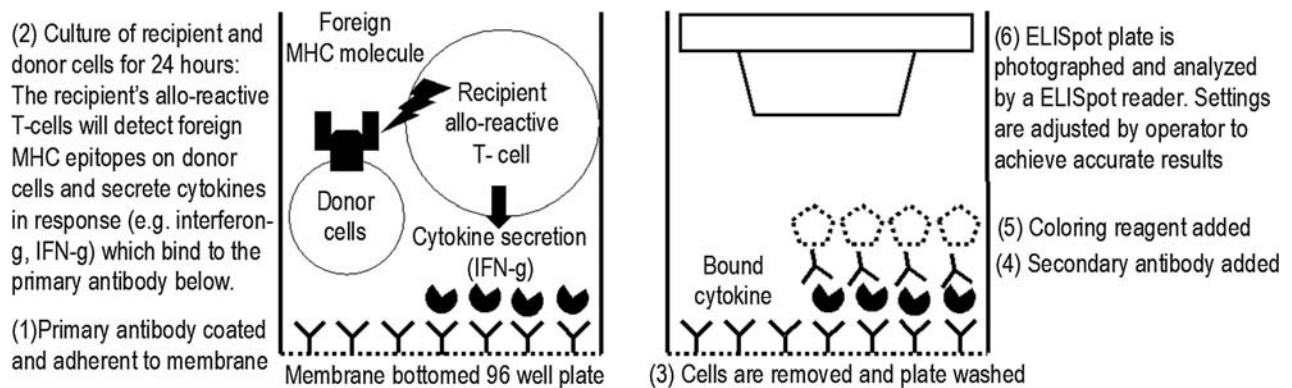 (2) Culture of recipient and
donor cells for 24 hours:
The recipient's allo-reactive
T-cells will detect foreign
MHC epitopes on donor
cells and secrete cytokines
in response (e.g. interferon-
g, IFN-g) which bind to the
primary antibody below.
(1)Primary antibody coated
and adherent to membrane
Foreign
MHC molecule
Recipient
allo-reactive
T- cell
Donor
cells
Cytokine secretion
(IFN-g)
Membrane bottomed 96 well plate
Bound
cytokine
(3) Cells are removed and plate washed
(6) ELISpot plate is
photographed and analyzed
by a ELISpot reader. Settings
are adjusted by operator to
achieve accurate results
(5) Coloring reagent added
(4) Secondary antibody added